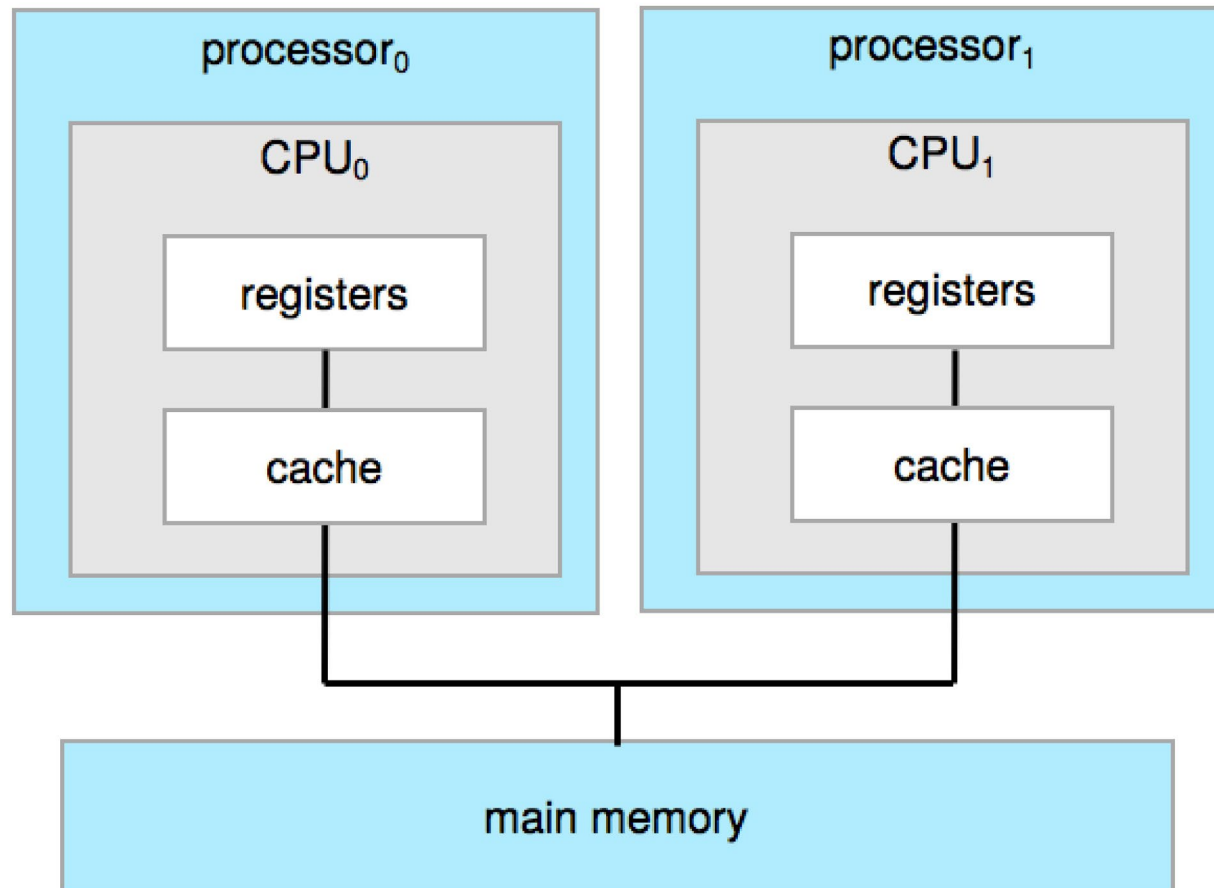 processor₀
CPU₀
registers
cache
processor₁
CPU₁
registers
cache
main memory